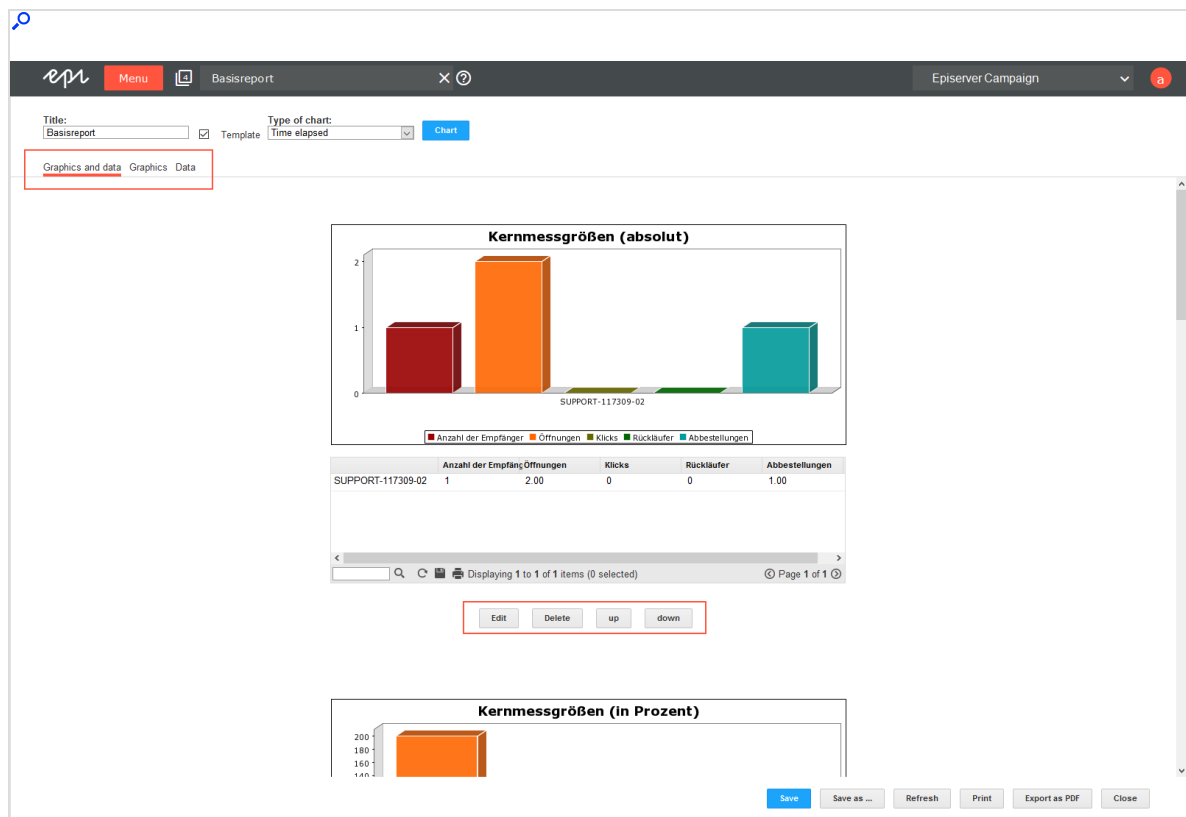 epi Menu 4 Basisreport Episerver Campaign a
Title: Type of chart:
Basisreport Template Time elapsed Chart
Graphics and data Graphics Data
Kernmessgrößen (absolut)
2
1
0
SUPPORT-117309-02
Anzahl der Empfänger Öffnungen Klicks Rückläufer Abbestellungen
Anzahl der Empfäng Öffnungen Klicks Rückläufer Abbestellungen
SUPPORT-117309-02 1 2.00 0 0 1.00
Displaying 1 to 1 of 1 items (0 selected) Page 1 of 1
Edit Delete up down
Kernmessgrößen (in Prozent)
200
180
160
140
Save Save as ... Refresh Print Export as PDF Close